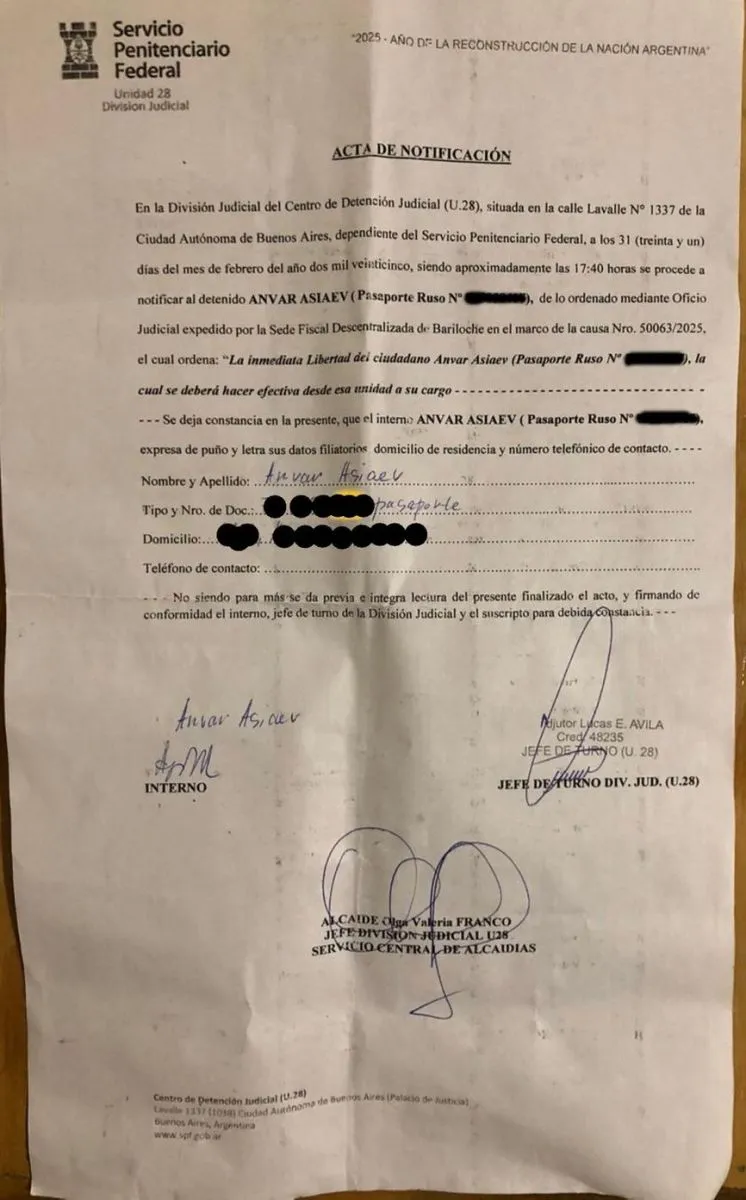 Servicio
Penitenciario
Federal
Unidad 28
Division Judicial
"2025 - AÑO DE LA RECONSTRUCCIÓN DE LA NACIÓN ARGENTINA"
ACTA DE NOTIFICACIÓN
En la División Judicial del Centro de Detención Judicial (U.28), situada en la calle Lavalle N° 1337 de la
Ciudad Autónoma de Buenos Aires, dependiente del Servicio Penitenciario Federal, a los 31 (treinta y un)
días del mes de febrero del año dos mil veinticinco, siendo aproximadamente las 17:40 horas se procede a
notificar al detenido ANVAR ASIAEV ( Pasaporte Ruso N° ), de lo ordenado mediante Oficio
Judicial expedido por la Sede Fiscal Descentralizada de Bariloche en el marco de la causa Nro. 50063/2025,
el cual ordena: "La inmediata Libertad del ciudadano Anvar Asiaev (Pasaporte Ruso N° ), la
cual se deberá hacer efectiva desde esa unidad a su cargo - - - - - - - - - - - - - - - - - - - - - - - - - - - - - -
- - - Se deja constancia en la presente, que el interno ANVAR ASIAEV ( Pasaporte Ruso N° ),
expresa de puño y letra sus datos filiatorios domicilio de residencia y número telefónico de contacto. - - - -
Nombre y Apellido: Anvar Asiaev
Tipo y Nro. de Doc.: pasaporte
Domicilio:
Teléfono de contacto:
- - - No siendo para más se da previa e integra lectura del presente finalizado el acto, y firmando de
conformidad el interno, jefe de turno de la División Judicial y el suscripto para debida constancia. - - -
Anvar Asiaev
INTERNO
Adjutor Lucas E. AVILA
Cred. 48235
JEFE DE TURNO (U. 28)
JEFE DE TURNO DIV. JUD. (U.28)
ALCAIDE Olga Valeria FRANCO
JEFE DIVISION JUDICIAL U28
SERVICIO CENTRAL DE ALCAIDIAS
Centro de Detención Judicial (U.28)
Lavalle 1337 (1038) Ciudad Autónoma de Buenos Aires (Palacio de Justicia)
Buenos Aires, Argentina
www.spf.gob.ar